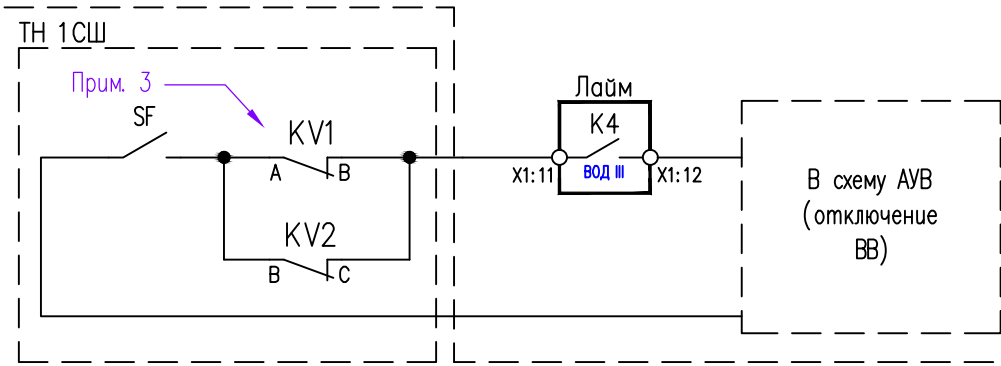 ТН 1СШ
Прим. 3
SF
KV1
A
B
KV2
B
C
Лайм
K4
X1:11
ВОД III
X1:12
В схему АУВ
(отключение
ВВ)